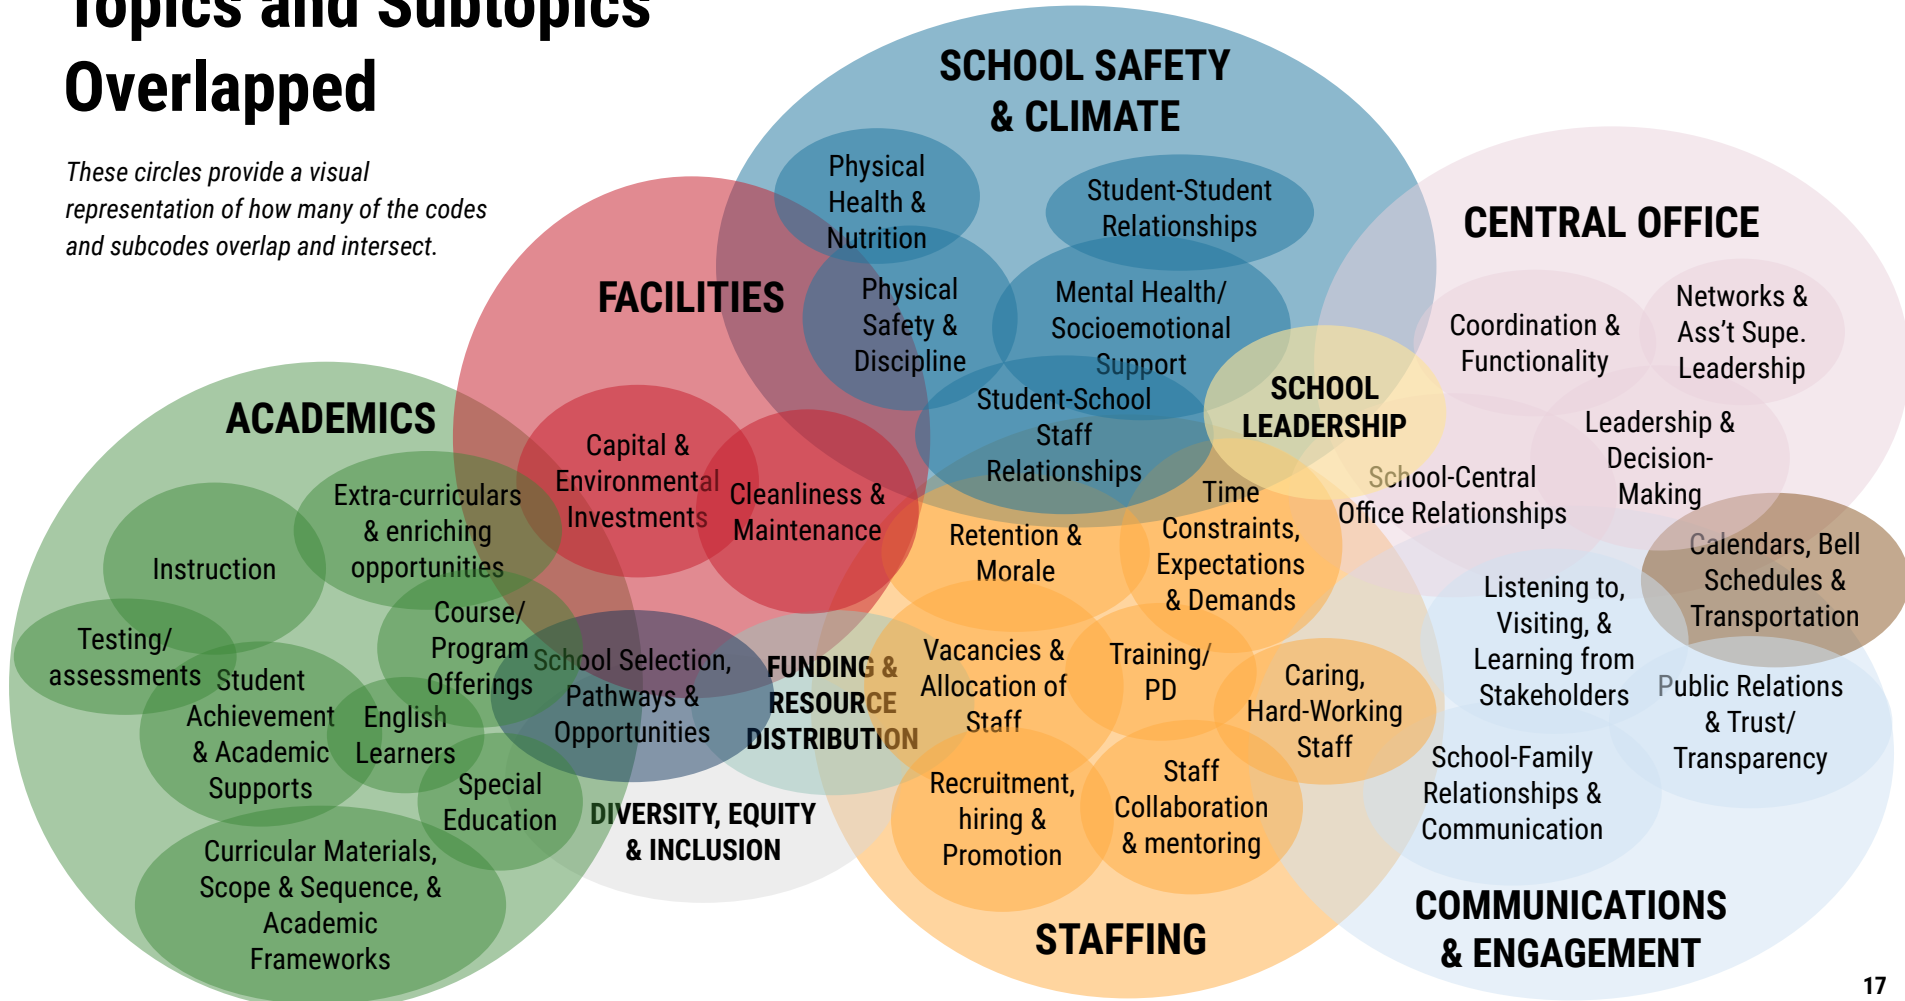 Topics and Subtopics
Overlapped
These circles provide a visual
representation of how many of the codes
and subcodes overlap and intersect.
SCHOOL SAFETY
& CLIMATE
Physical
Health &
Nutrition
Student-Student
Relationships
Physical
Safety &
Discipline
Mental Health/
Socioemotional
Support
Student-School
Staff
Relationships
SCHOOL
LEADERSHIP
CENTRAL OFFICE
Coordination &
Functionality
Networks &
Ass't Supe.
Leadership
Leadership &
Decision-
Making
School-Central
Office Relationships
Calendars, Bell
Schedules &
Transportation
FACILITIES
Capital &
Environmental
Investments
Cleanliness &
Maintenance
ACADEMICS
Extra-curriculars
& enriching
opportunities
Instruction
Course/
Program
Offerings
Testing/
assessments
Student
Achievement
& Academic
Supports
English
Learners
Special
Education
Curricular Materials,
Scope & Sequence, &
Academic
Frameworks
School Selection,
Pathways &
Opportunities
FUNDING &
RESOURCE
DISTRIBUTION
DIVERSITY, EQUITY
& INCLUSION
Retention &
Morale
Time
Constraints,
Expectations
& Demands
Vacancies &
Allocation of
Staff
Training/
PD
Caring,
Hard-Working
Staff
Recruitment,
hiring &
Promotion
Staff
Collaboration
& mentoring
STAFFING
Listening to,
Visiting, &
Learning from
Stakeholders
Public Relations
& Trust/
Transparency
School-Family
Relationships &
Communication
COMMUNICATIONS
& ENGAGEMENT
17